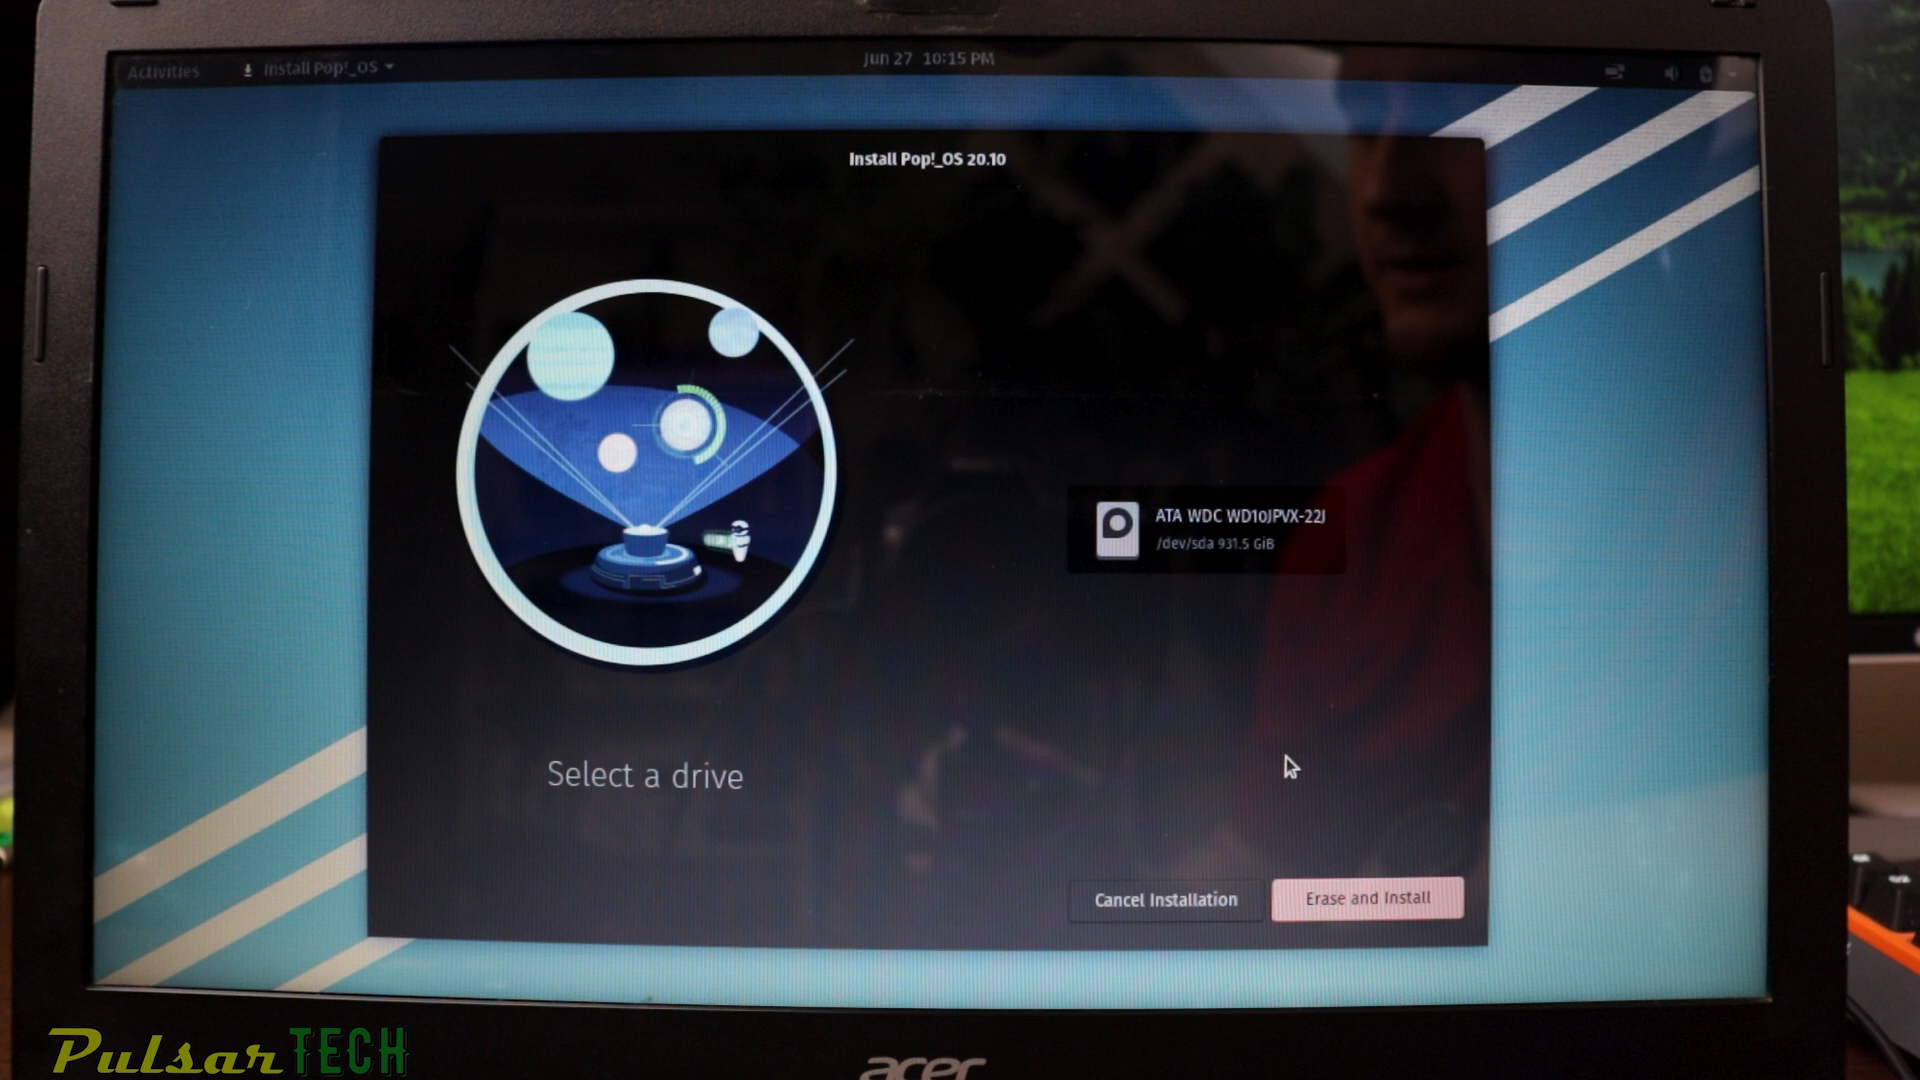 Activities
Install Pop!_OS
Jun 27 10:15 PM
Install Pop!_OS 20.10
ATA WDC WD10JPVX-22J
/dev/sda 931.5 GiB
Select a drive
Cancel Installation
Erase and Install
PulsarTECH
acer